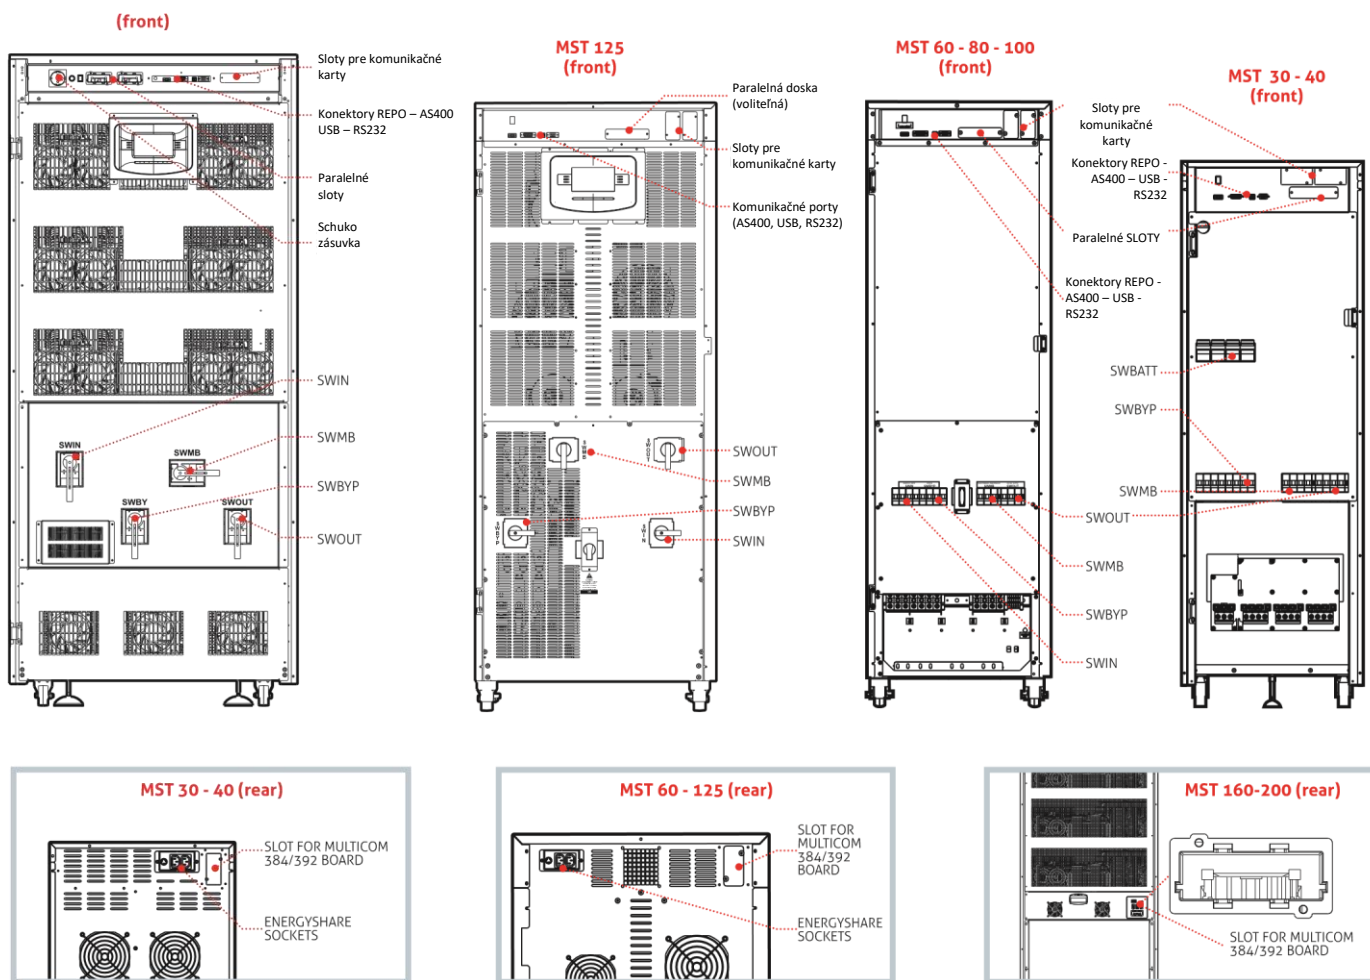 (front)
Sloty pre komunikačné
karty
Konektory REPO – AS400
USB – RS232
Paralelné
sloty
Schuko
zásuvka
SWIN
SWMB
SWBY
SWOUT
SWIN
SWMB
SWBYP
SWOUT
MST 125
(front)
Paralelná doska
(voliteľná)
Sloty pre
komunikačné karty
Komunikačné porty
(AS400, USB, RS232)
SWMB
SWOUT
SWBYP
SWIN
SWOUT
SWMB
SWBYP
SWIN
MST 60 - 80 - 100
(front)
Sloty pre
komunikačné
karty
Konektory REPO -
AS400 – USB -
RS232
Paralelné SLOTY
Konektory REPO -
AS400 – USB -
RS232
MST 30 - 40
(front)
SWBATT
SWBYP
SWMB
SWOUT
SWMB
SWBYP
SWIN
MST 30 - 40 (rear)
SLOT FOR MULTICOM
384/392 BOARD
ENERGYSHARE
SOCKETS
MST 60 - 125 (rear)
SLOT FOR
MULTICOM
384/392
BOARD
ENERGYSHARE
SOCKETS
MST 160-200 (rear)
SLOT FOR MULTICOM
384/392 BOARD